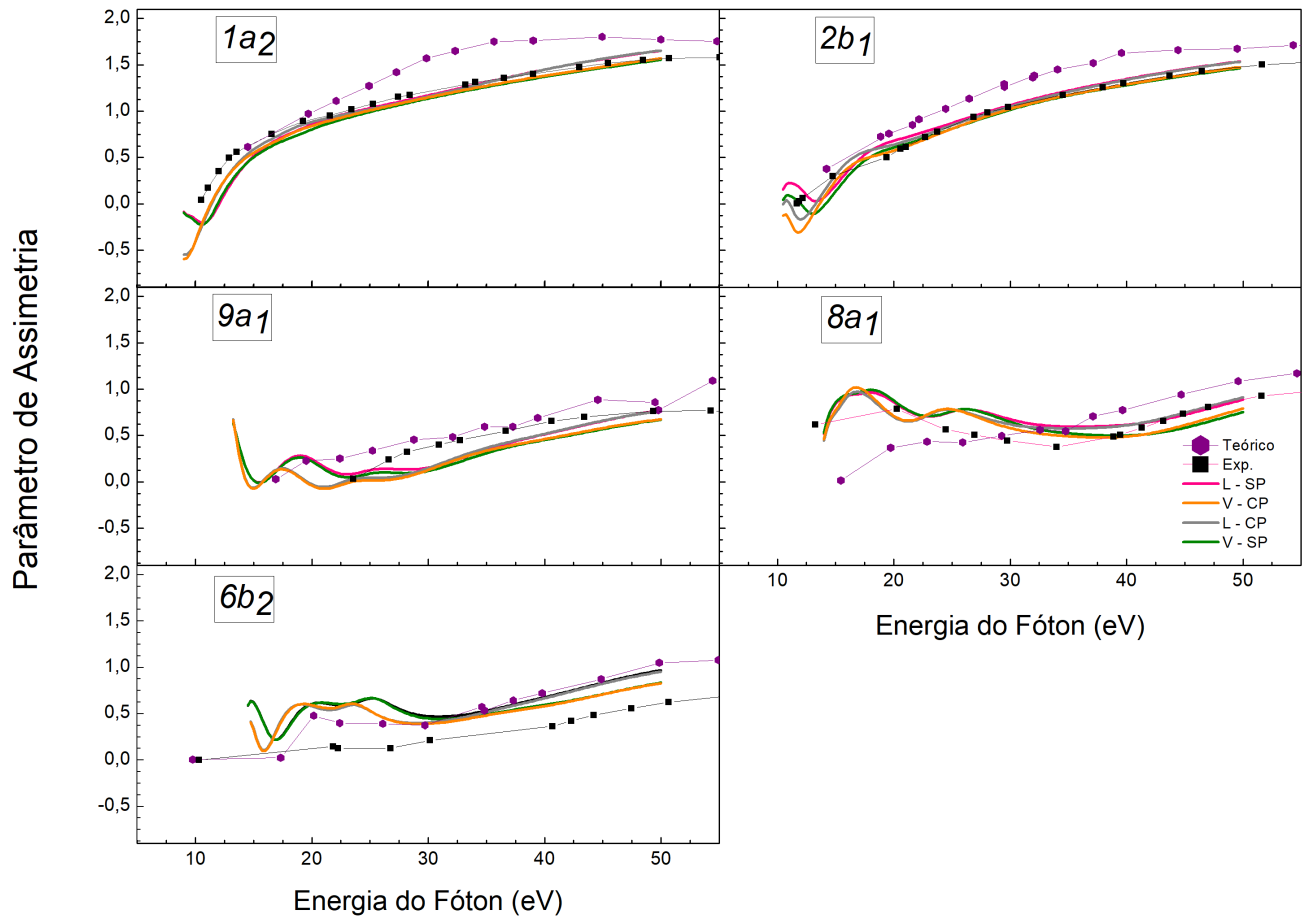 1a2
2b1
2,0
1,5
1,0
0,5
0,0
-0,5
9a1
8a1
2,0
1,5
1,0
0,5
0,0
-0,5
Teórico
Exp.
L - SP
V - CP
L - CP
V - SP
10 20 30 40 50
Energia do Fóton (eV)
6b2
2,0
1,5
1,0
0,5
0,0
-0,5
10 20 30 40 50
Energia do Fóton (eV)
Parâmetro de Assimetria